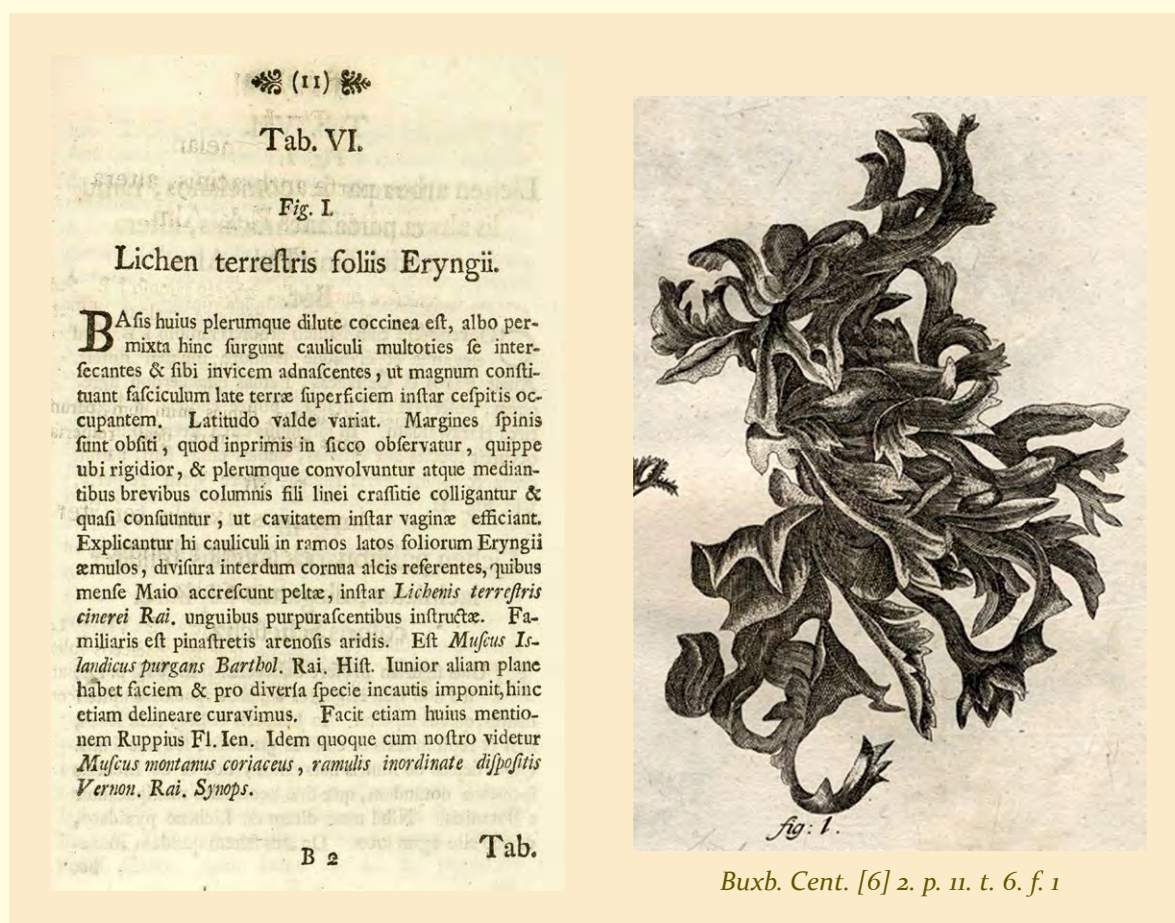 (11)
Tab. VI.
Fig. I.
Lichen terreſtris foliis Eryngii.
BAſis huius plerumque dilute coccinea eſt, albo per-
mixta hinc ſurgunt cauliculi multoties ſe inter-
ſecantes & ſibi invicem adnaſcentes, ut magnum conſti-
tuant faſciculum late terræ ſuperficiem inſtar ceſpitis oc-
cupantem. Latitudo valde variat. Margines ſpinis
ſunt obſiti, quod inprimis in ſicco obſervatur, quippe
ubi rigidior, & plerumque convolvuntur atque median-
tibus brevibus columnis fili linei craſſitie colligantur &
quaſi conſuuntur, ut cavitatem inſtar vaginæ efficiant.
Explicantur hi cauliculi in ramos latos foliorum Eryngii
æmulos, diviſura interdum cornua alcis referentes, quibus
menſe Maio accreſcunt peltæ, inſtar Lichenis terreſtris
cinerei Rai. unguibus purpuraſcentibus inſtructæ. Fa-
miliaris eſt pinaſtretis arenoſis aridis. Eſt Muſcus Is-
landicus purgans Barthol. Rai. Hiſt. Iunior aliam plane
habet faciem & pro diverſa ſpecie incautis imponit, hinc
etiam delineare curavimus. Facit etiam huius mentio-
nem Ruppius Fl. Ien. Idem quoque cum noſtro videtur
Muſcus montanus coriaceus, ramulis inordinate diſpoſitis
Vernon. Rai. Synops.
B 2 Tab.
fig: 1.
Buxb. Cent. [6] 2. p. 11. t. 6. f. 1